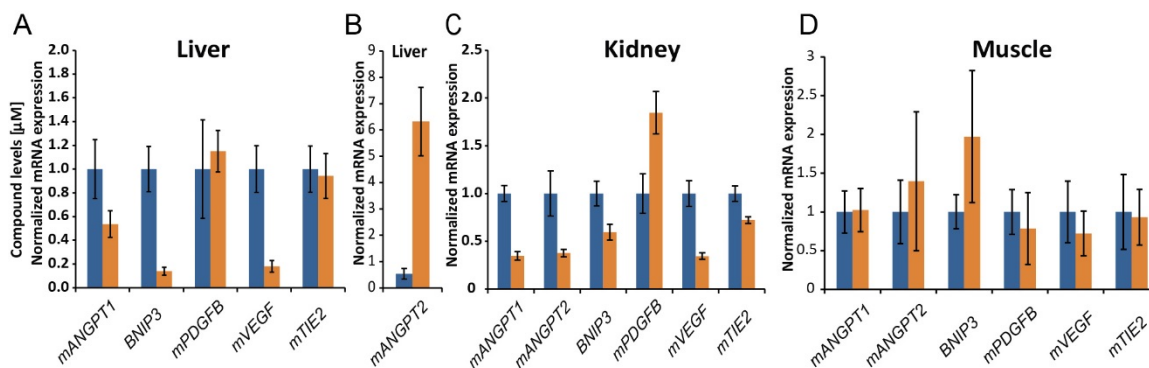 A
Liver
Compound levels [µM]
Normalized mRNA expression
2.0
1.8
1.6
1.4
1.2
1.0
0.8
0.6
0.4
0.2
0.0
mANGPT1
BNIP3
mPDGFB
mVEGF
mTIE2
B
Liver
Normalized mRNA expression
9
8
7
6
5
4
3
2
1
0
mANGPT2
C
Kidney
Normalized mRNA expression
2.5
2.0
1.5
1.0
0.5
0
mANGPT1
mANGPT2
BNIP3
mPDGFB
mVEGF
mTIE2
D
Muscle
Normalized mRNA expression
3
2.5
2
1.5
1
0.5
0
mANGPT1
mANGPT2
BNIP3
mPDGFB
mVEGF
mTIE2